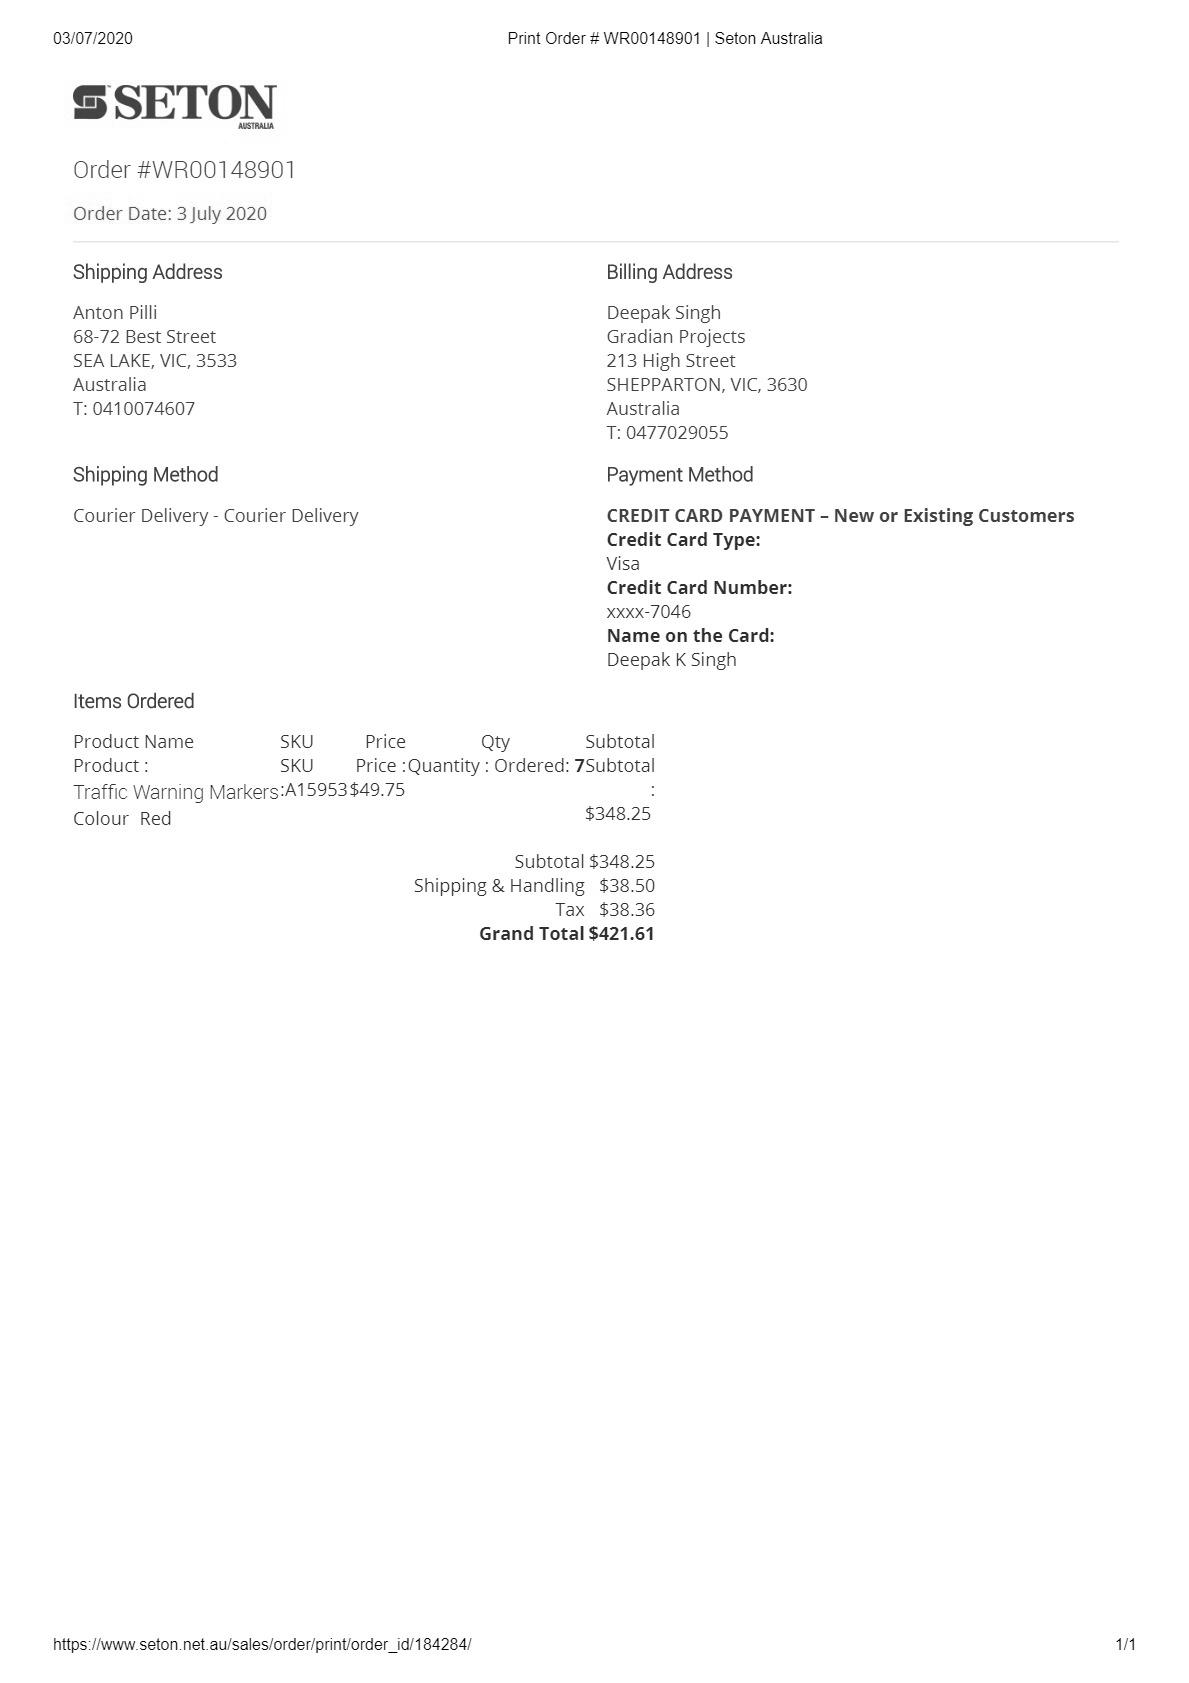 03/07/2020
Print Order # WR00148901 | Seton Australia
SETON
AUSTRALIA
Order #WR00148901
Order Date: 3 July 2020
Shipping Address
Anton Pilli
68-72 Best Street
SEA LAKE, VIC, 3533
Australia
T: 0410074607
Billing Address
Deepak Singh
Gradian Projects
213 High Street
SHEPPARTON, VIC, 3630
Australia
T: 0477029055
Shipping Method
Courier Delivery - Courier Delivery
Payment Method
CREDIT CARD PAYMENT – New or Existing Customers
Credit Card Type:
Visa
Credit Card Number:
xxxx-7046
Name on the Card:
Deepak K Singh
Items Ordered
Product Name SKU Price Qty Subtotal
Product : SKU Price :Quantity : Ordered: 7Subtotal
Traffic Warning Markers:A15953$49.75 :
Colour Red $348.25
Subtotal $348.25
Shipping & Handling $38.50
Tax $38.36
Grand Total $421.61
https://www.seton.net.au/sales/order/print/order_id/184284/
1/1